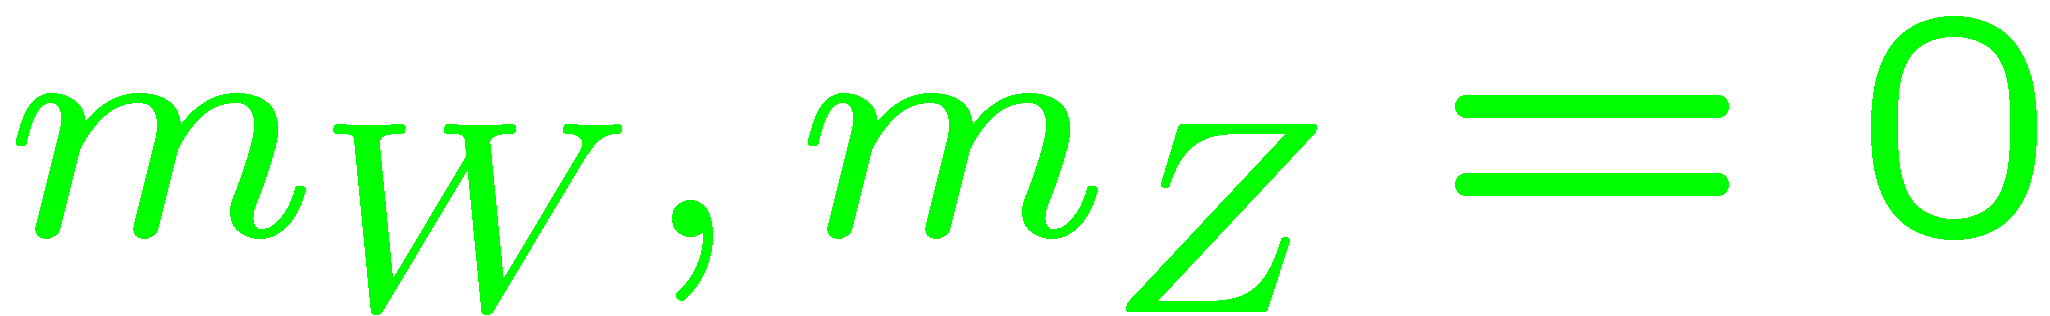 m_W, m_Z = 0